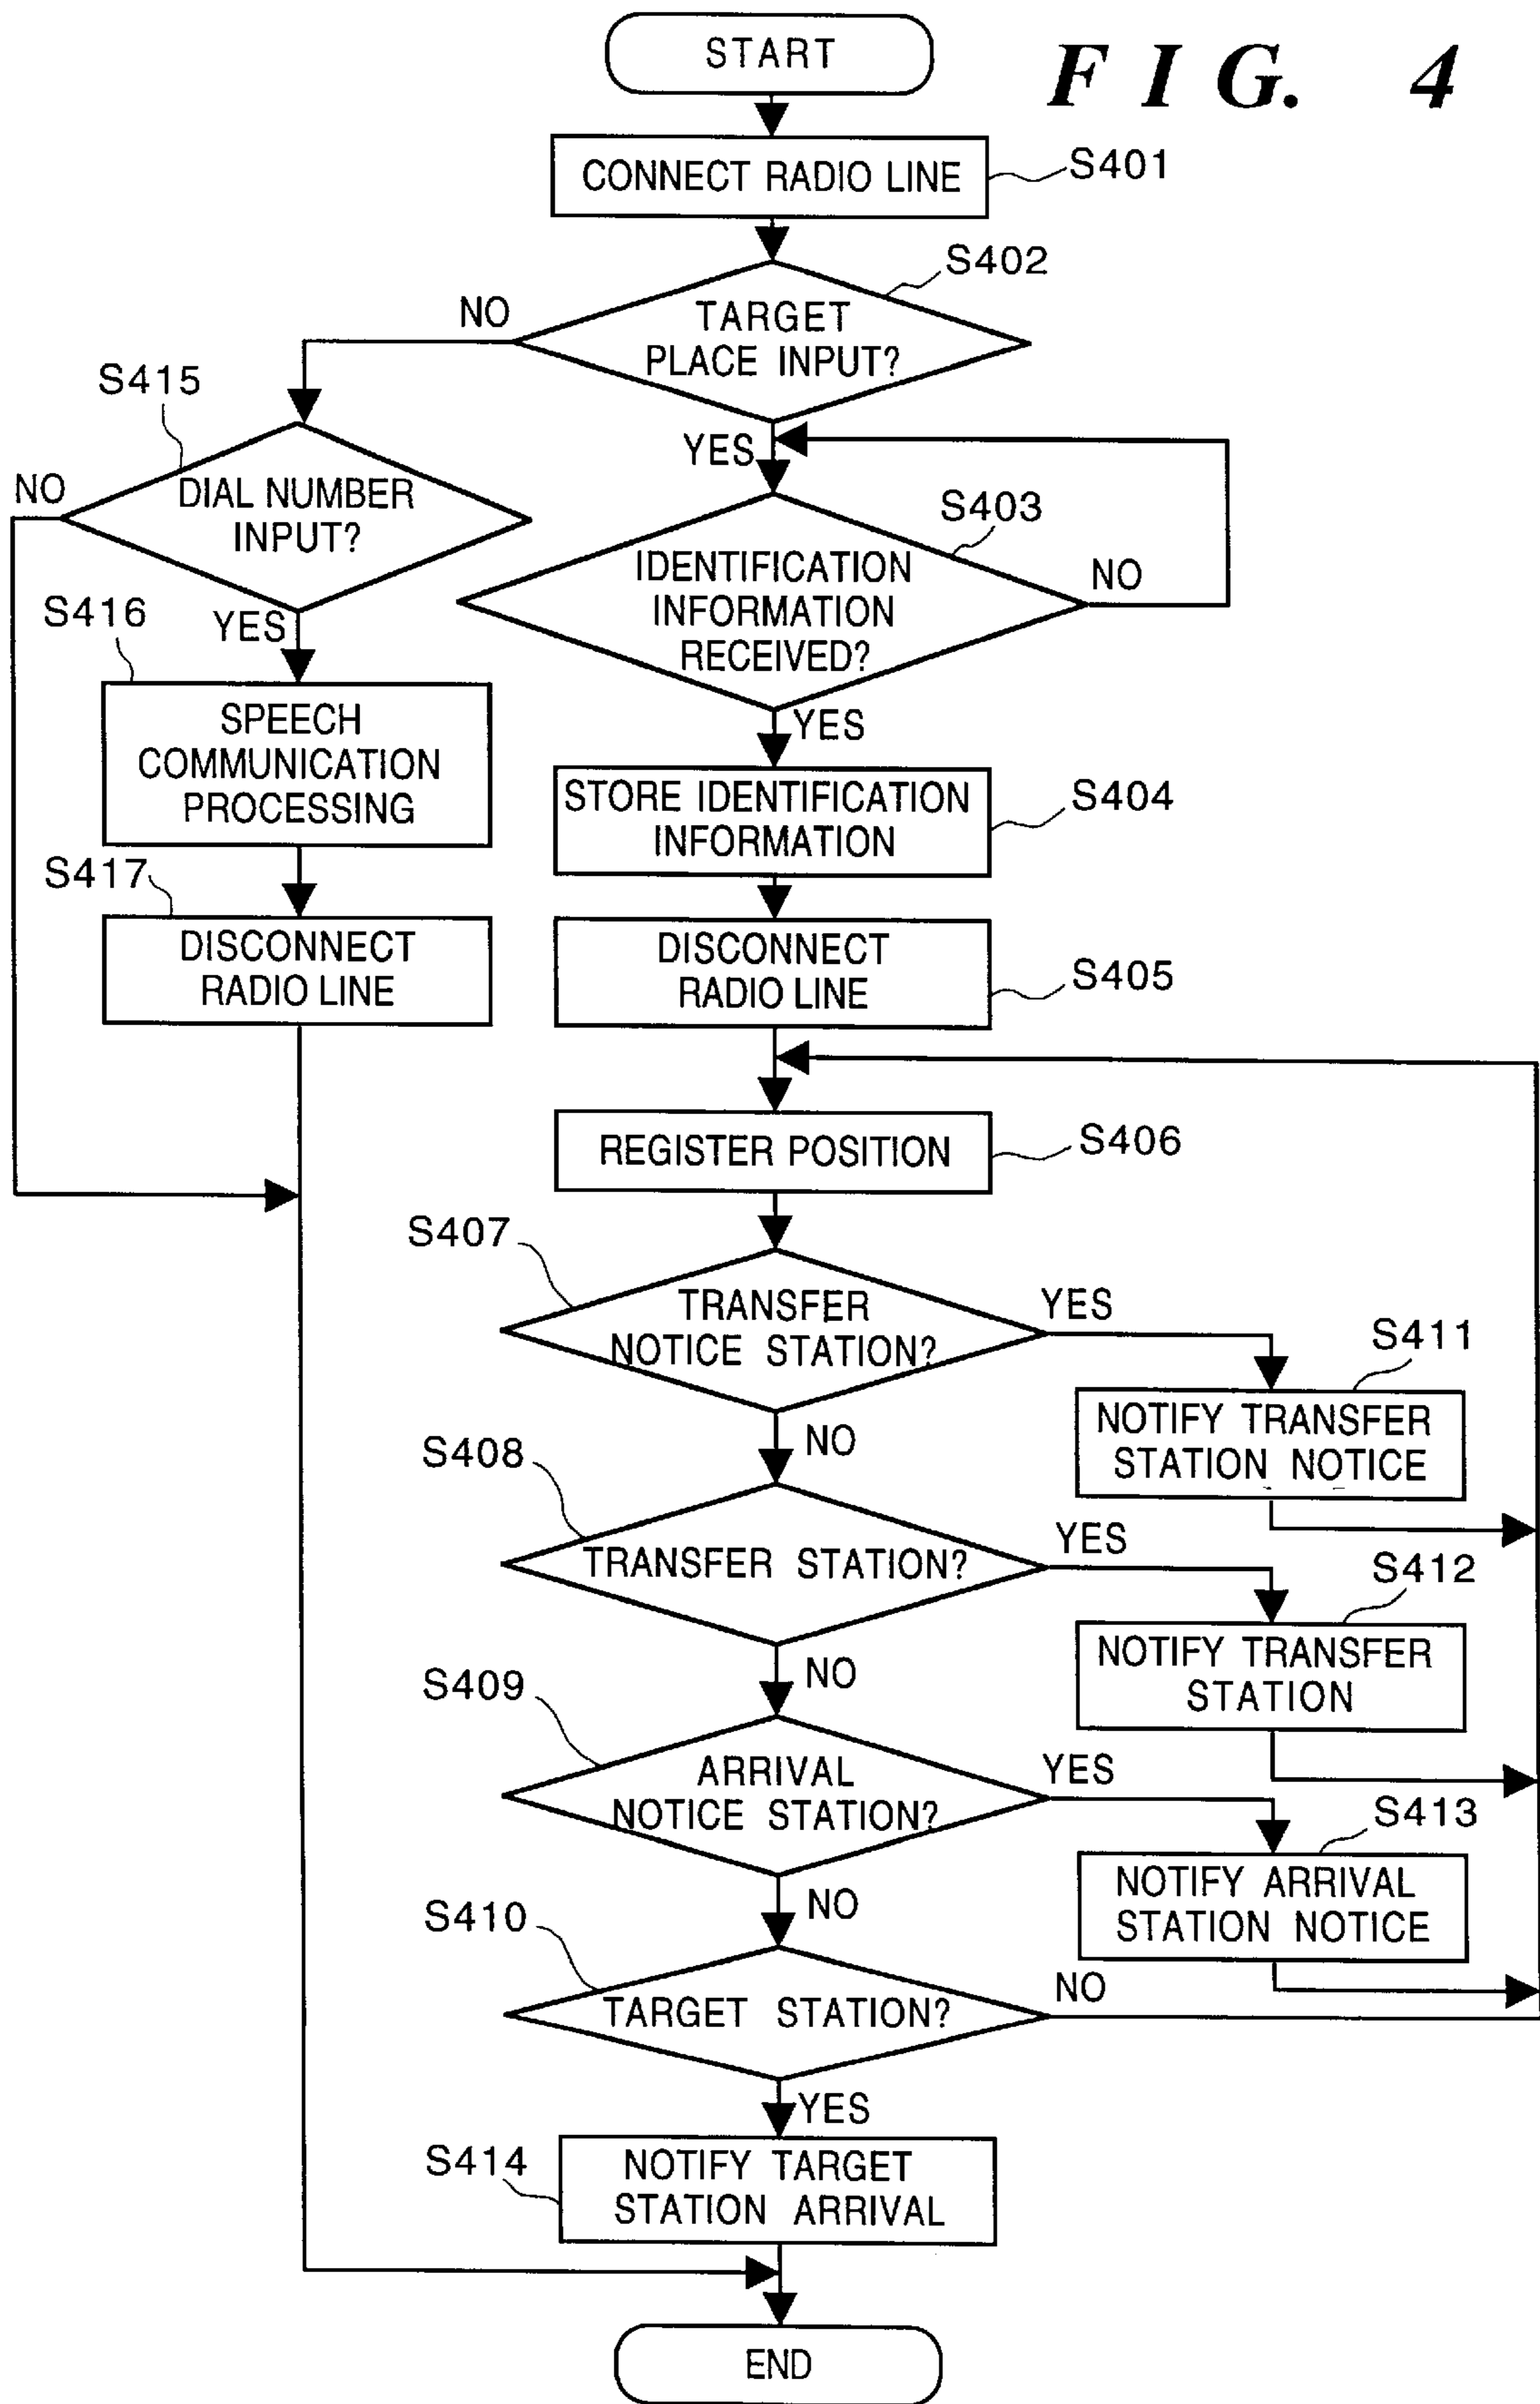 START
FIG. 4
CONNECT RADIO LINE
S401
S402
TARGET
PLACE INPUT?
NO
YES
S415
DIAL NUMBER
INPUT?
NO
YES
S403
IDENTIFICATION
INFORMATION
RECEIVED?
NO
YES
S416
SPEECH
COMMUNICATION
PROCESSING
STORE IDENTIFICATION
INFORMATION
S404
S417
DISCONNECT
RADIO LINE
DISCONNECT
RADIO LINE
S405
REGISTER POSITION
S406
S407
TRANSFER
NOTICE STATION?
YES
NO
S411
NOTIFY TRANSFER
STATION NOTICE
S408
TRANSFER STATION?
YES
NO
S412
NOTIFY TRANSFER
STATION
S409
ARRIVAL
NOTICE STATION?
YES
NO
S413
NOTIFY ARRIVAL
STATION NOTICE
S410
TARGET STATION?
NO
YES
S414
NOTIFY TARGET
STATION ARRIVAL
END